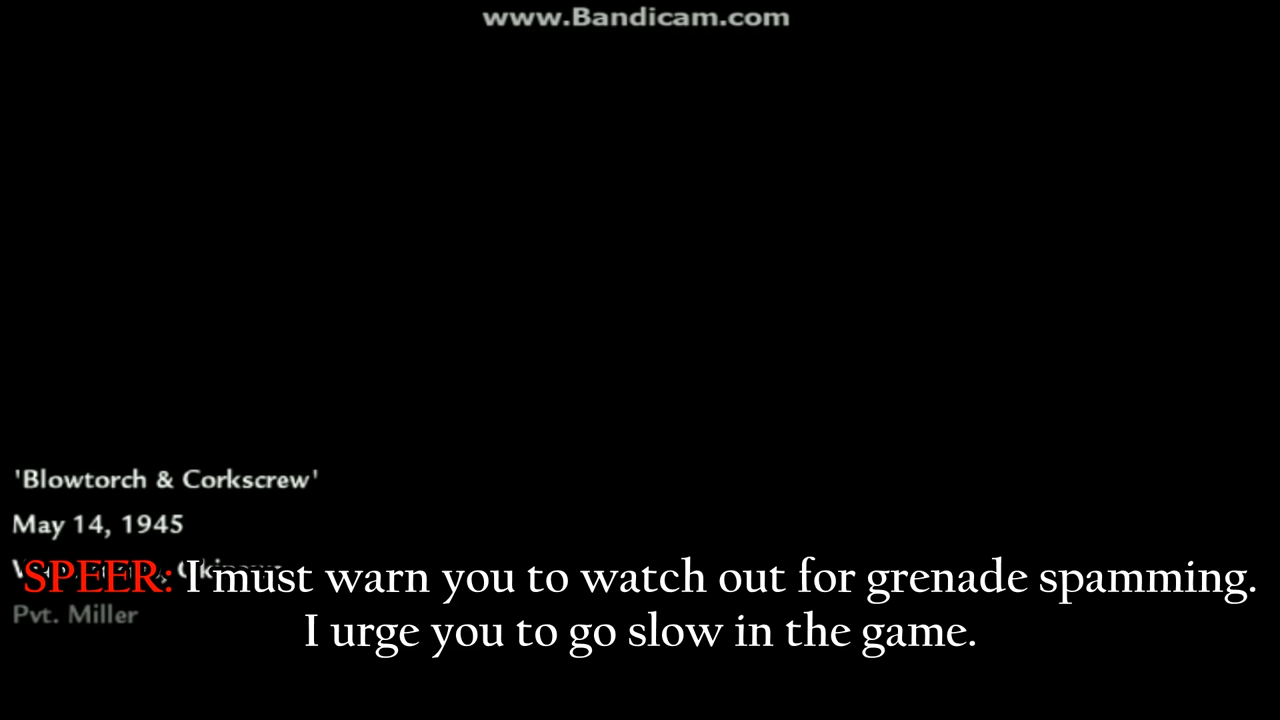 www.Bandicam.com
'Blowtorch & Corkscrew'
May 14, 1945
SPEER: I must warn you to watch out for grenade spamming.
Pvt. Miller
I urge you to go slow in the game.